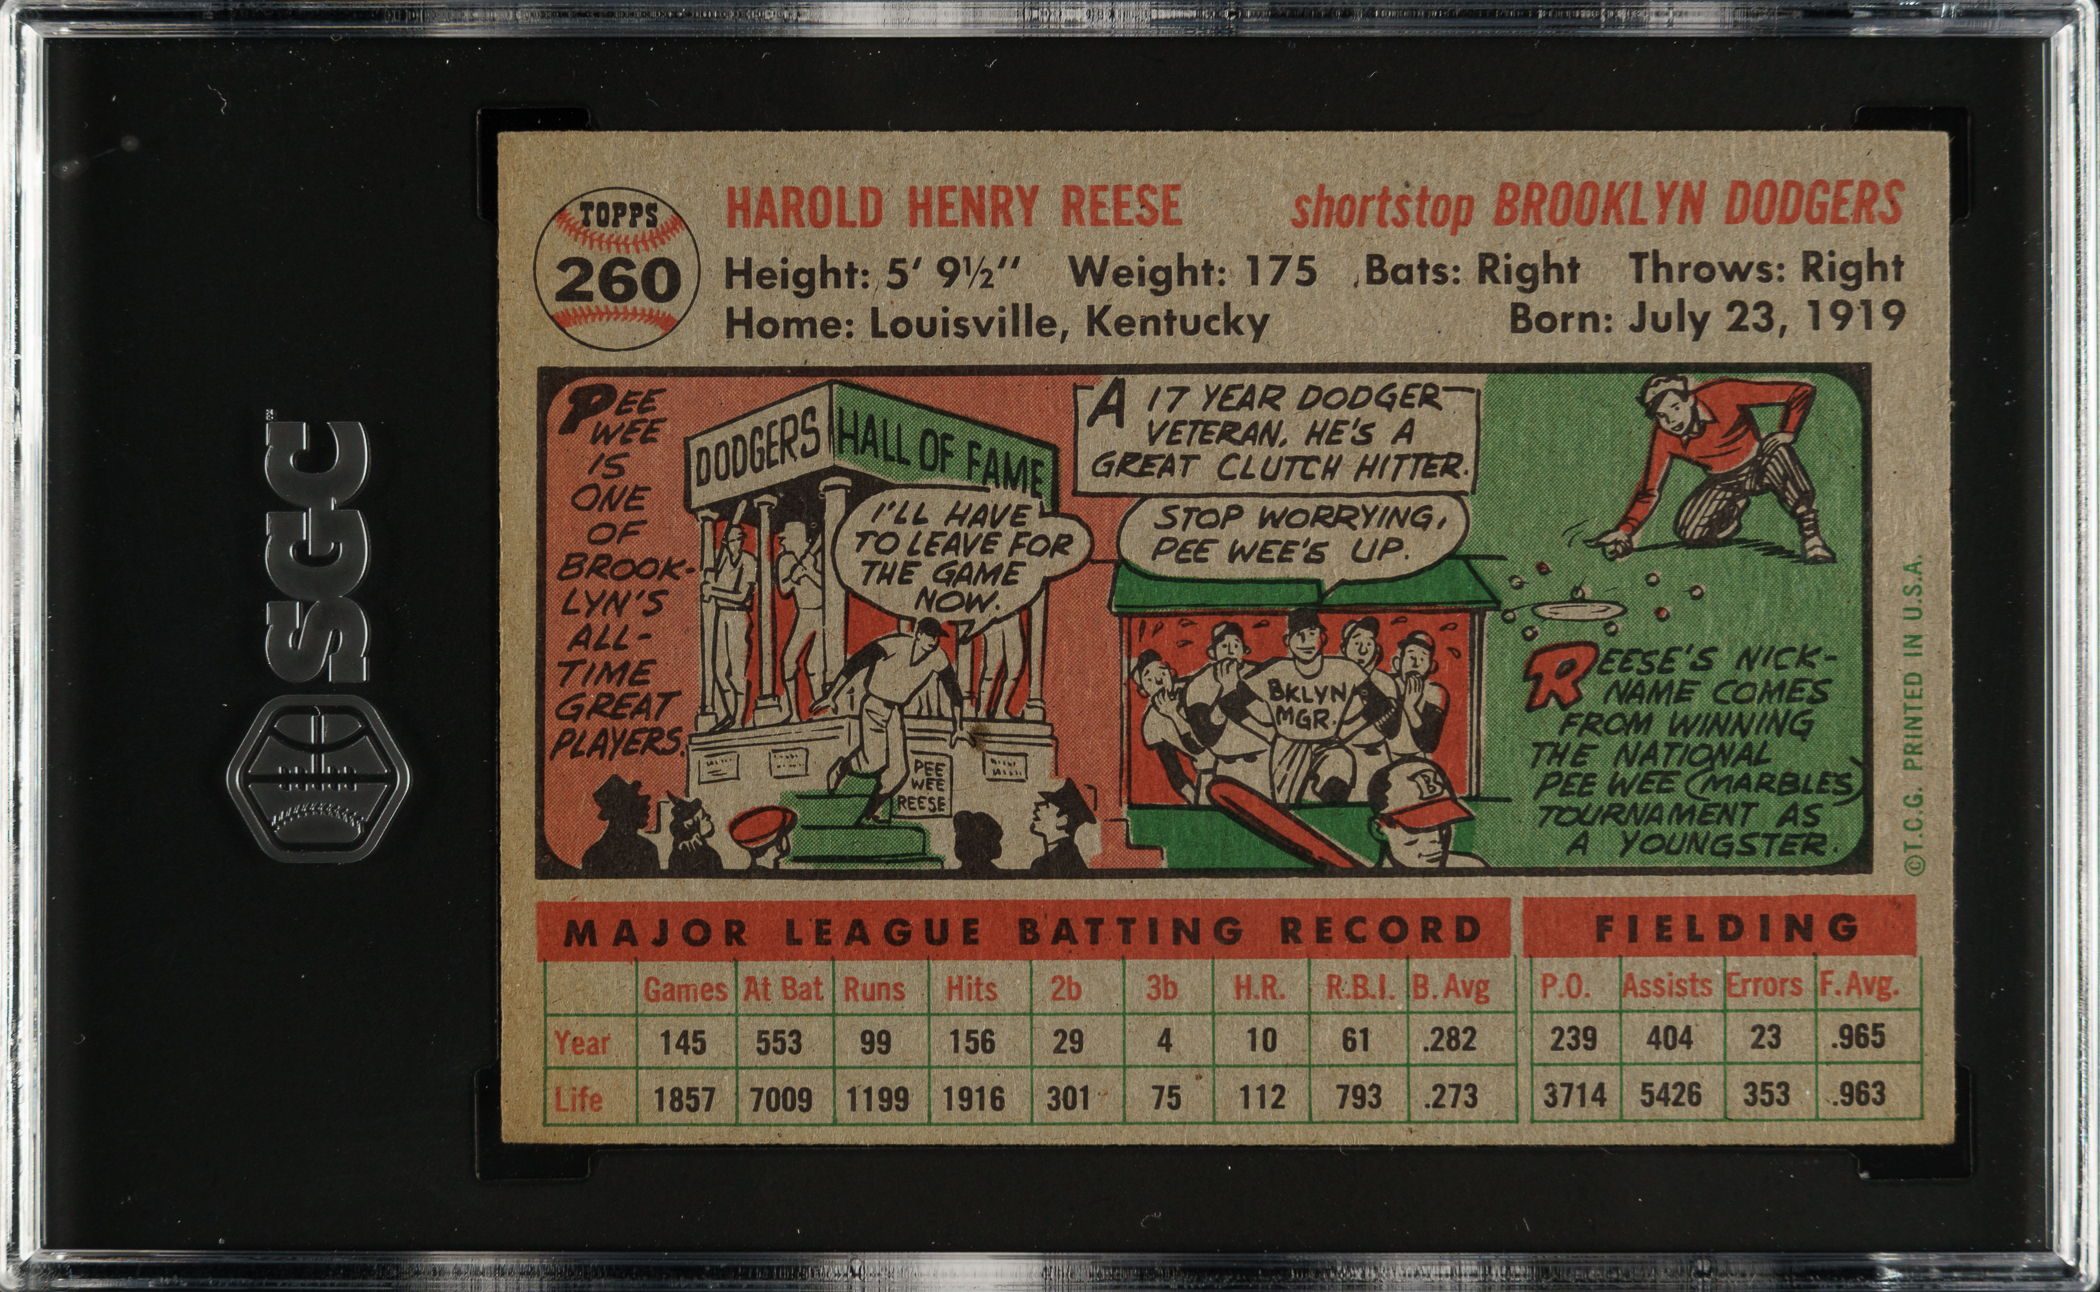 SGC
TOPPS
260
HAROLD HENRY REESE shortstop BROOKLYN DODGERS
Height: 5' 9½" Weight: 175 Bats: Right Throws: Right
Home: Louisville, Kentucky Born: July 23, 1919
PEE
WEE
IS
ONE
OF
BROOK-
LYN'S
ALL-
TIME
GREAT
PLAYERS.
DODGERS HALL OF FAME
I'LL HAVE
TO LEAVE FOR
THE GAME
NOW.
PEE
WEE
REESE
A 17 YEAR DODGER
VETERAN, HE'S A
GREAT CLUTCH HITTER.
STOP WORRYING,
PEE WEE'S UP.
BKLYN
MGR.
B
REESE'S NICK-
NAME COMES
FROM WINNING
THE NATIONAL
PEE WEE (MARBLES)
TOURNAMENT AS
A YOUNGSTER.
©T.C.G. PRINTED IN U.S.A.
MAJOR LEAGUE BATTING RECORD FIELDING
Games At Bat Runs Hits 2b 3b H.R. R.B.I. B. Avg P.O. Assists Errors F. Avg.
Year 145 553 99 156 29 4 10 61 .282 239 404 23 .965
Life 1857 7009 1199 1916 301 75 112 793 .273 3714 5426 353 .963